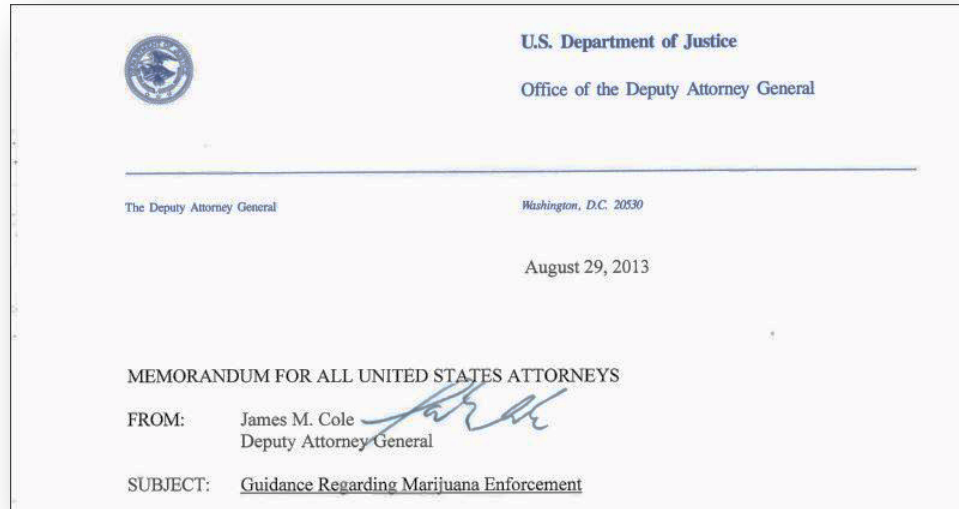 U.S. Department of Justice
Office of the Deputy Attorney General
The Deputy Attorney General
Washington, D.C. 20530
August 29, 2013
MEMORANDUM FOR ALL UNITED STATES ATTORNEYS
FROM: James M. Cole
Deputy Attorney General
SUBJECT: Guidance Regarding Marijuana Enforcement